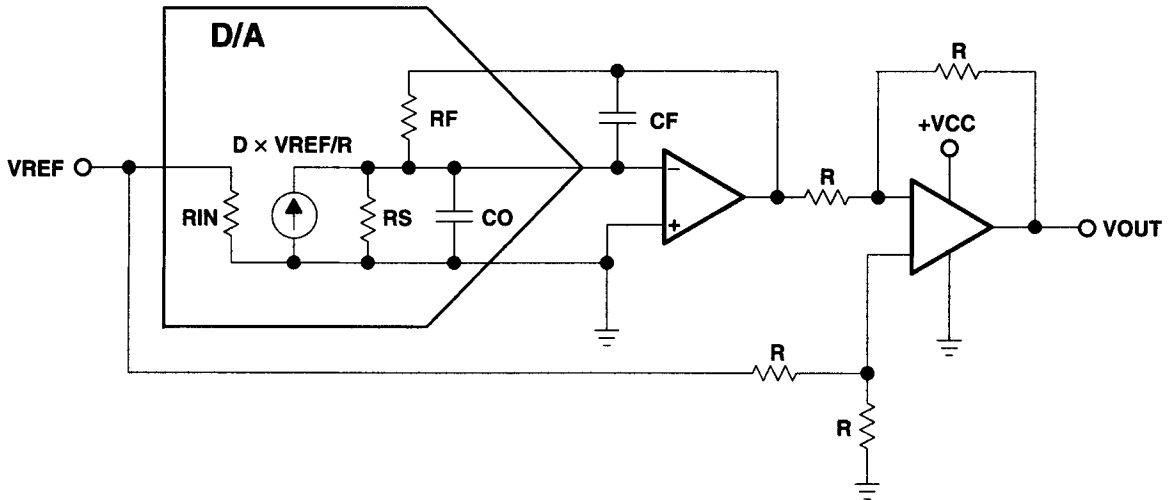 D/A
R
RF
CF
+VCC
D × VREF/R
VREF
−
R
RIN
RS
CO
+
VOUT
R
R